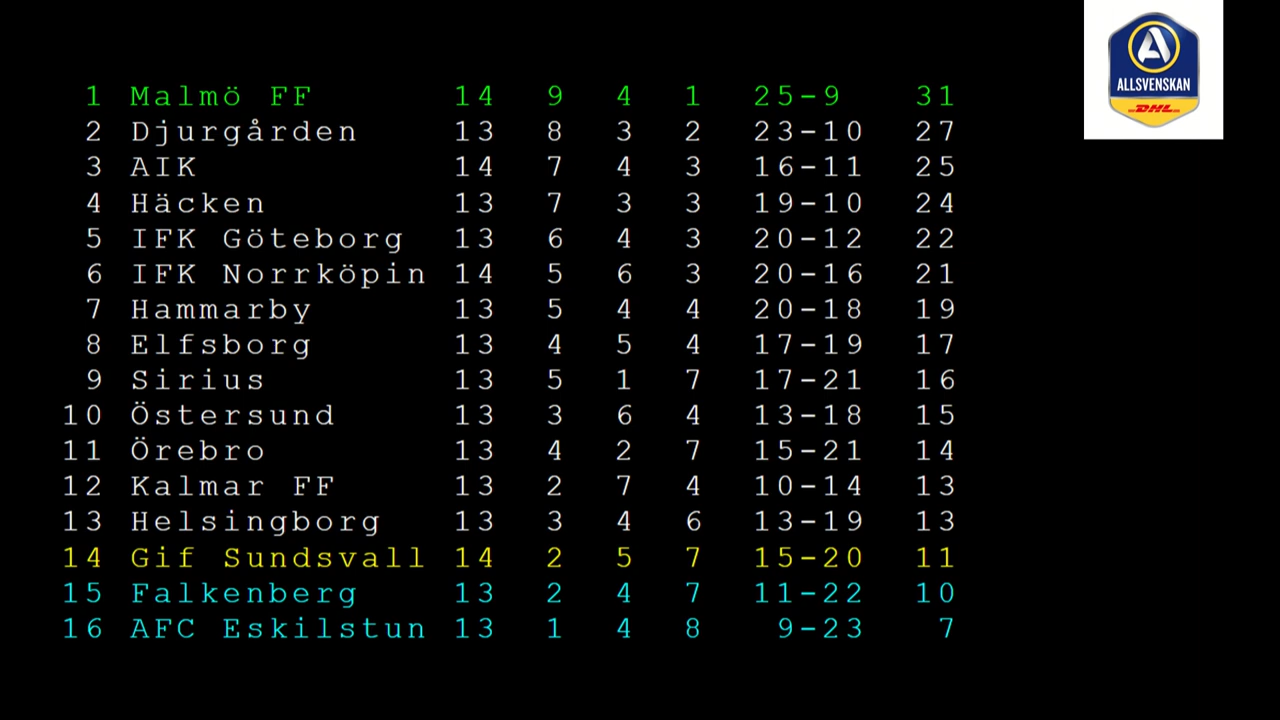 ALLSVENSKAN
DHL
1 Malmö FF 14 9 4 1 25-9 31
2 Djurgården 13 8 3 2 23-10 27
3 AIK 14 7 4 3 16-11 25
4 Häcken 13 7 3 3 19-10 24
5 IFK Göteborg 13 6 4 3 20-12 22
6 IFK Norrköpin 14 5 6 3 20-16 21
7 Hammarby 13 5 4 4 20-18 19
8 Elfsborg 13 4 5 4 17-19 17
9 Sirius 13 5 1 7 17-21 16
10 Östersund 13 3 6 4 13-18 15
11 Örebro 13 4 2 7 15-21 14
12 Kalmar FF 13 2 7 4 10-14 13
13 Helsingborg 13 3 4 6 13-19 13
14 Gif Sundsvall 14 2 5 7 15-20 11
15 Falkenberg 13 2 4 7 11-22 10
16 AFC Eskilstun 13 1 4 8 9-23 7